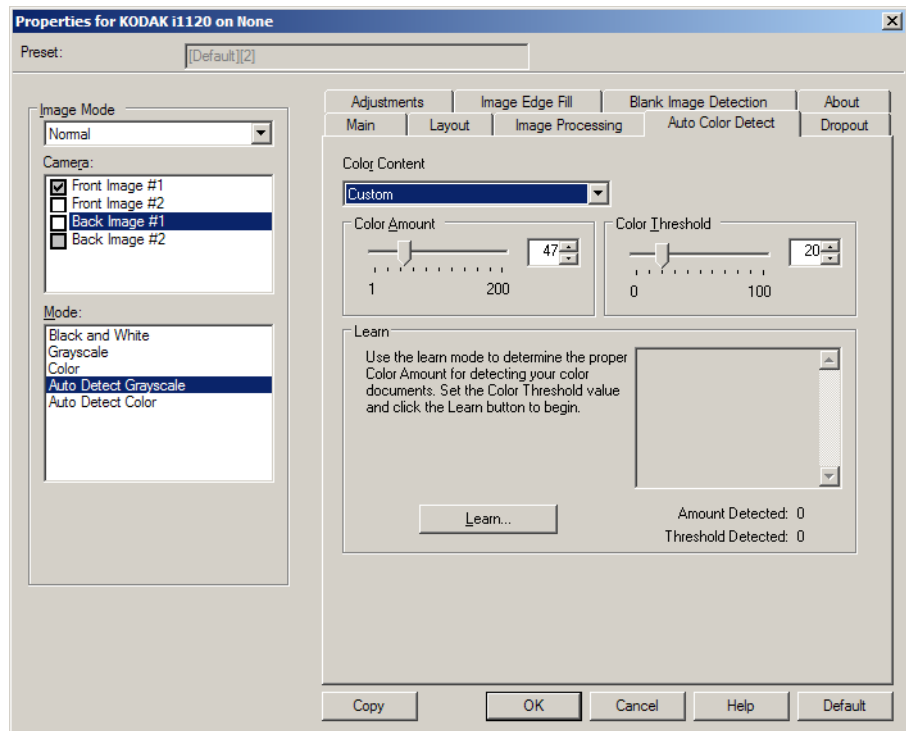 Properties for KODAK i1120 on None
Preset:
[Default][2]
Image Mode
Normal
Camera:
Front Image #1
Front Image #2
Back Image #1
Back Image #2
Mode:
Black and White
Grayscale
Color
Auto Detect Grayscale
Auto Detect Color
Adjustments
Image Edge Fill
Blank Image Detection
About
Main
Layout
Image Processing
Auto Color Detect
Dropout
Color Content
Custom
Color Amount
47
1
200
Color Threshold
20
0
100
Learn
Use the learn mode to determine the proper
Color Amount for detecting your color
documents. Set the Color Threshold value
and click the Learn button to begin.
Learn...
Amount Detected: 0
Threshold Detected: 0
Copy
OK
Cancel
Help
Default